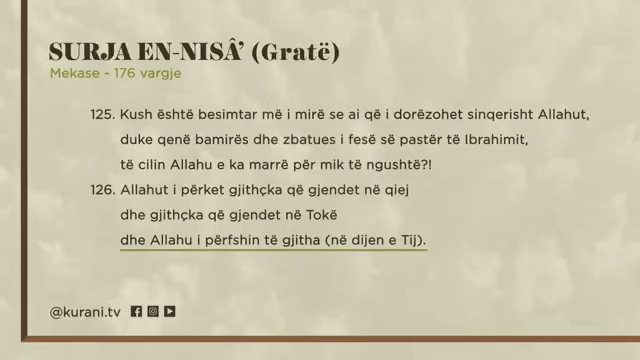 SURJA EN-NISÂ’ (Gratë)
Mekase - 176 vargje
125. Kush është besimtar më i mirë se ai që i dorëzohet sinqerisht Allahut,
duke qenë bamirës dhe zbatues i fesë së pastër të Ibrahimit,
të cilin Allahu e ka marrë për mik të ngushtë?!
126. Allahut i përket gjithçka që gjendet në qiej
dhe gjithçka që gjendet në Tokë
dhe Allahu i përfshin të gjitha (në dijen e Tij).
@kurani.tv